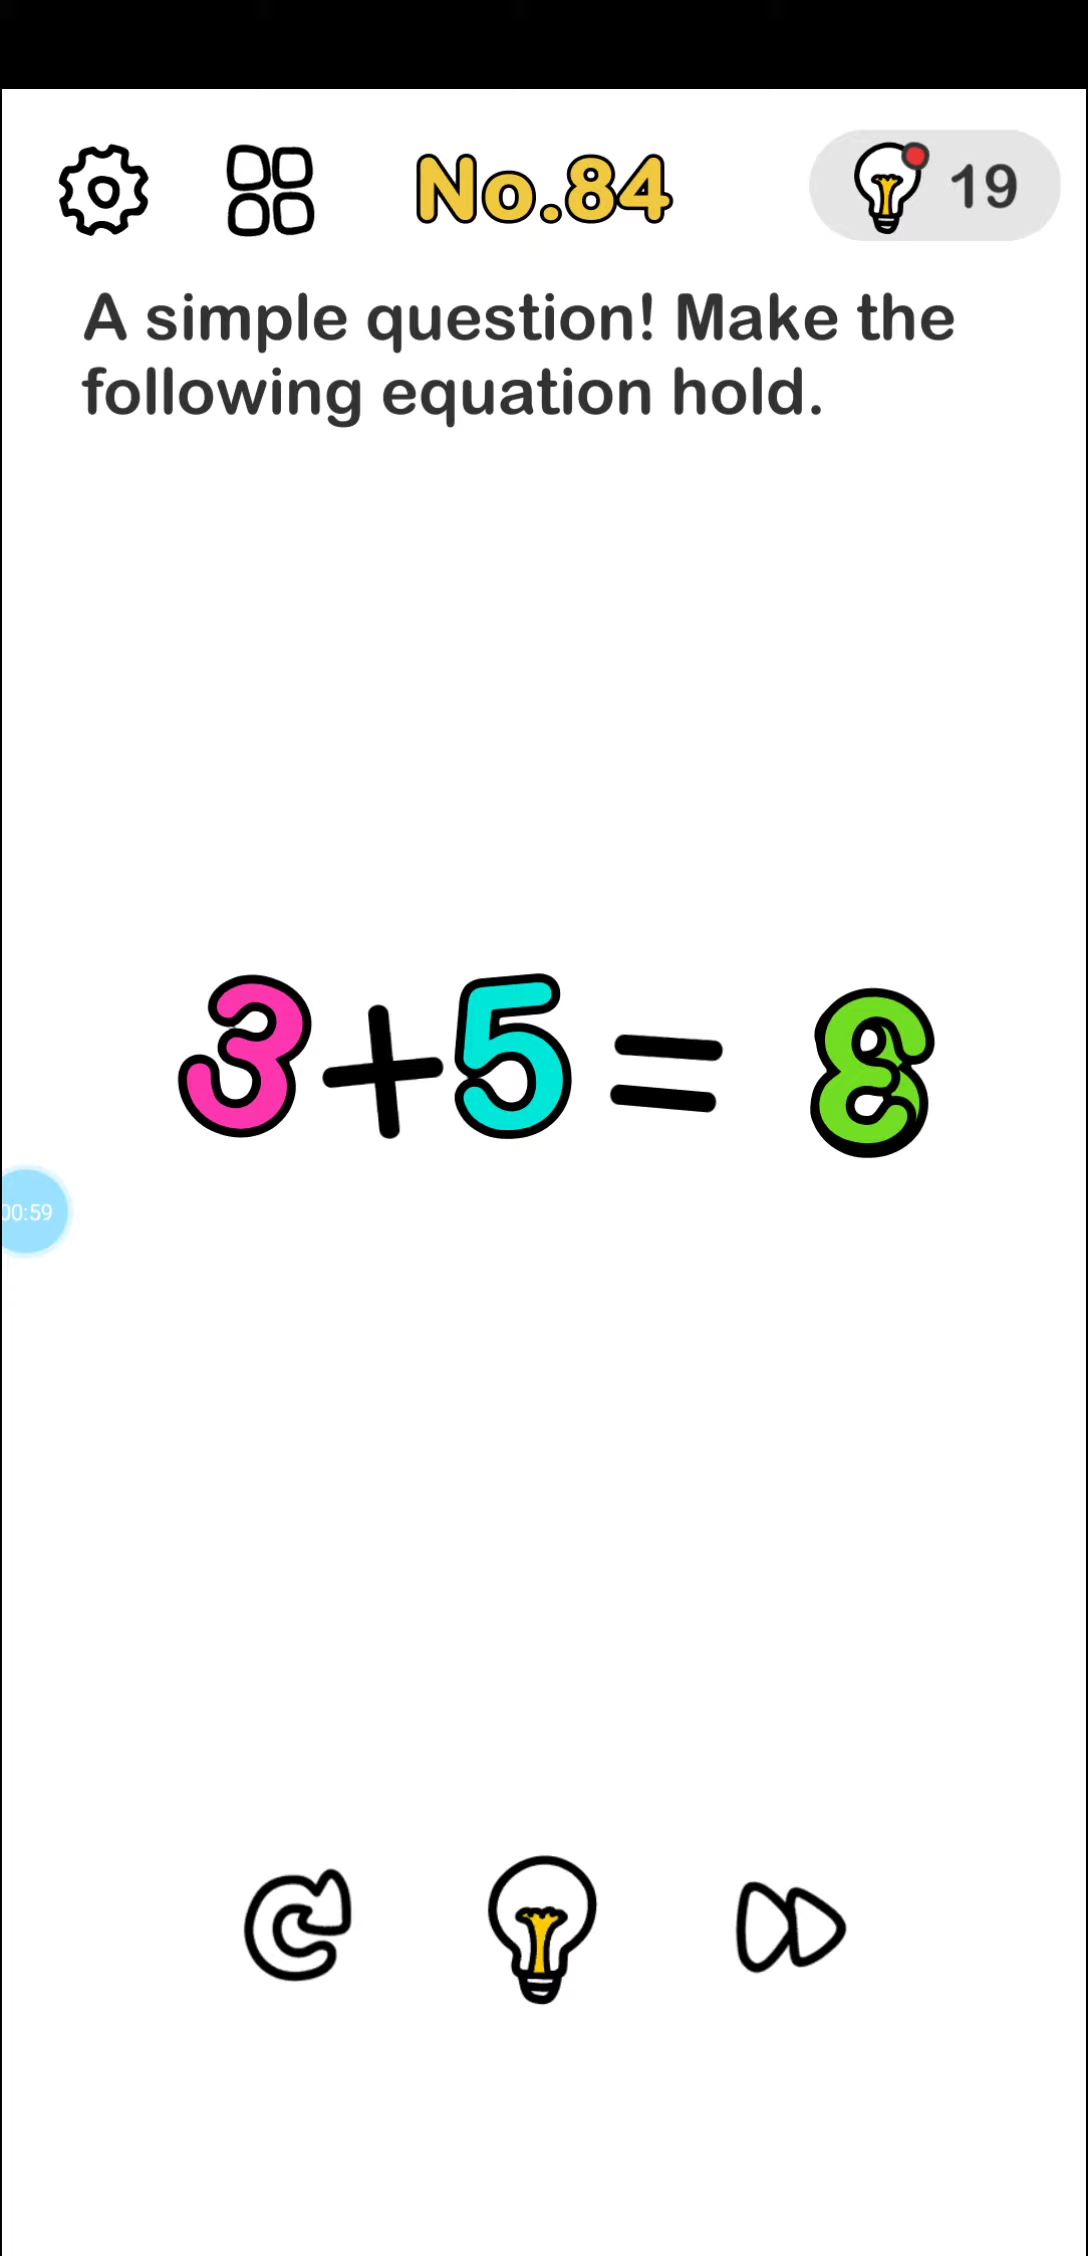 No.84
19
A simple question! Make the
following equation hold.
3+5= 8
00:59